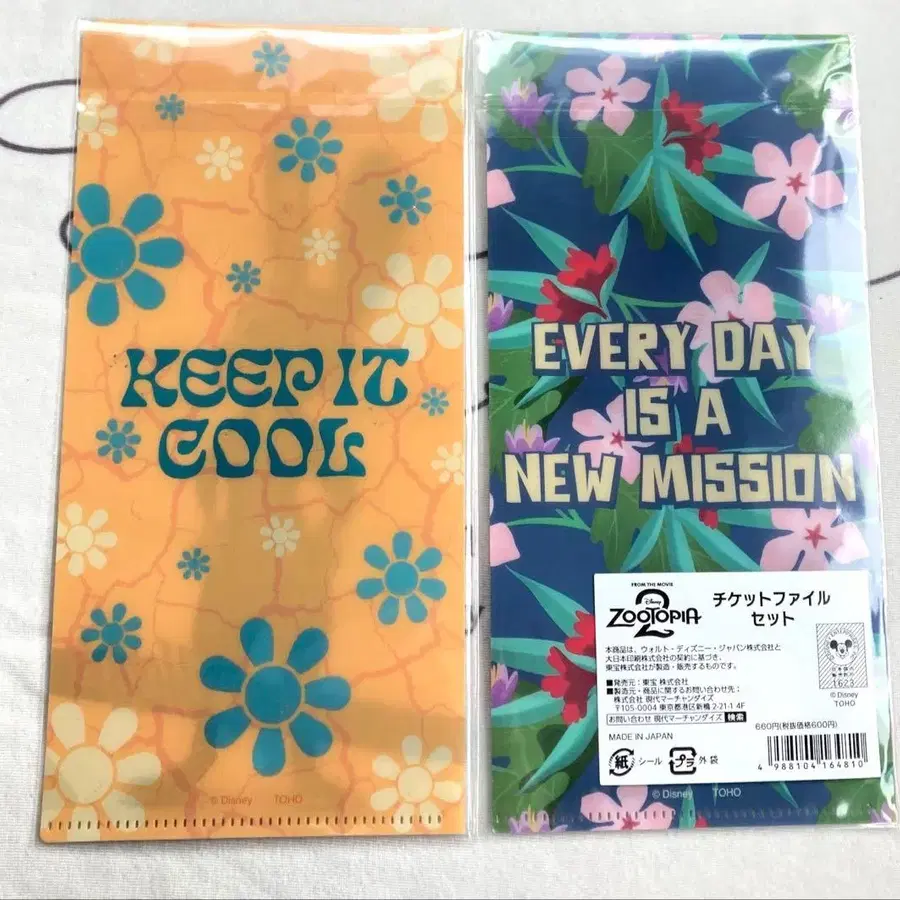 KEEP IT
COOL
© Disney TOHO
EVERY DAY
IS A
NEW MISSION
FROM THE MOVIE
Disney
ZOOTOPIA
2
チケットファイル
セット
本商品は、ウォルト・ディズニー・ジャパン株式会社と
大日本印刷株式会社の契約に基づき、
東宝株式会社が製造・販売するものです。
■発売元:東宝 株式会社
■製造元・商品に関するお問い合わせ先:
株式会社 現代マーチャンダイズ
〒105-0004 東京都港区新橋 2-21-1 4F
お問い合わせ 現代マーチャンダイズ 検索
MADE IN JAPAN
紙 シール プラ 外袋
1623
© Disney
TOHO
660円(税抜価格600円)
4 988104 164810
© Disney TOHO